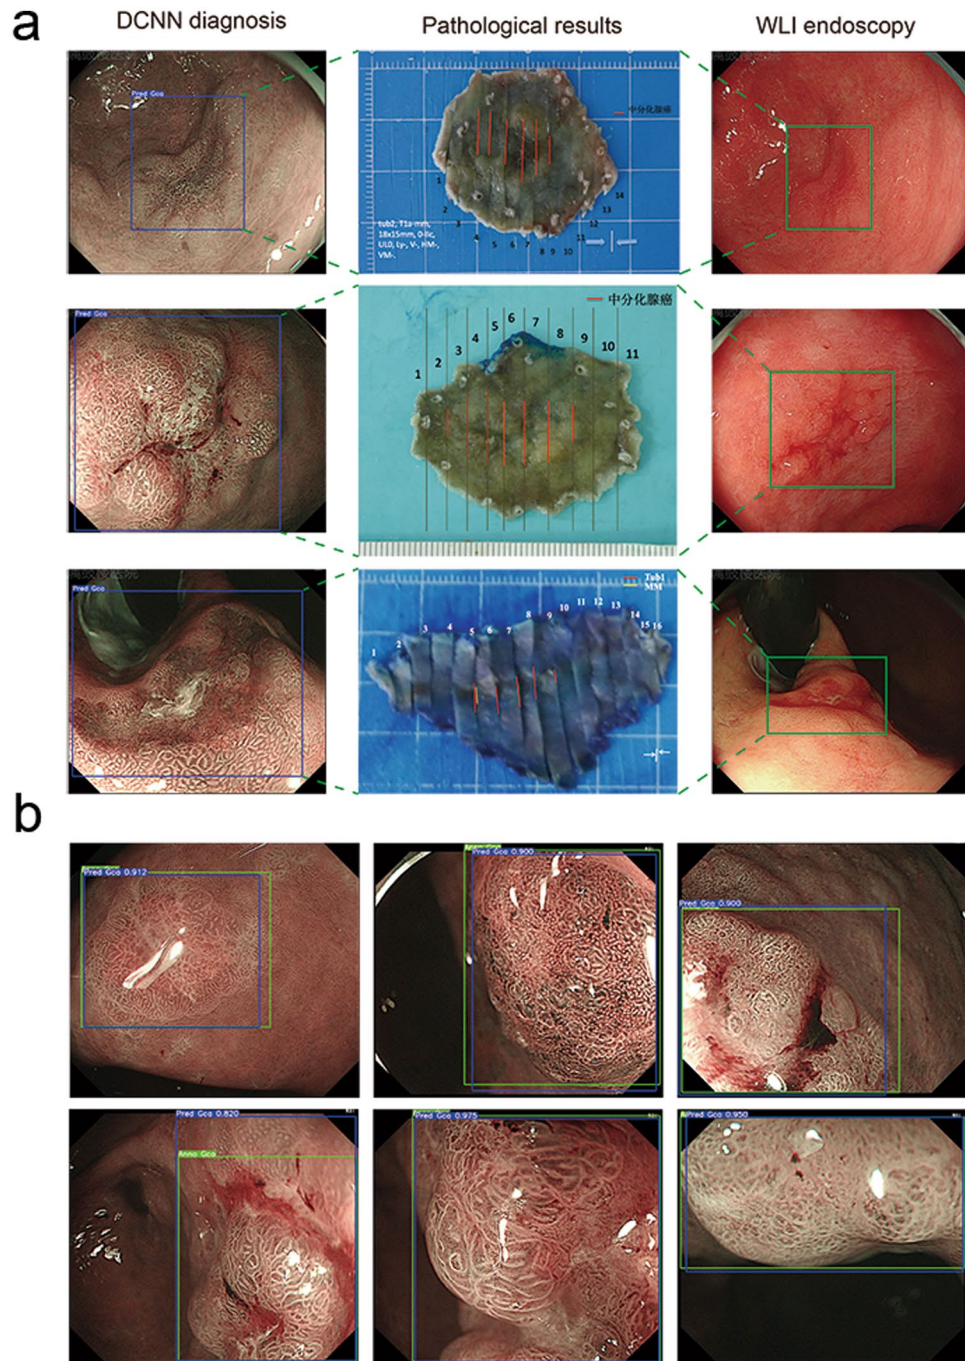 a
DCNN diagnosis
Pathological results
WLI endoscopy
Pred Gco
中分化腺癌
1
2
3
4
5
6
7
8
9
10
11
12
13
14
tub2, T1a-mm,
18x15mm, 0-IIc,
UL0, Ly-, V-, HM-,
VM-.
Pred Gco
中分化腺癌
1
2
3
4
5
6
7
8
9
10
11
Pred Gco
Tub1
MM
1
2
3
4
5
6
7
8
9
10
11
12
13
14
15
16
b
Pred Gco 0.912
Pred Gco 0.900
Pred Gco 0.900
Pred Gco 0.820
Anno Gco
Pred Gco 0.975
Pred Gco 0.950